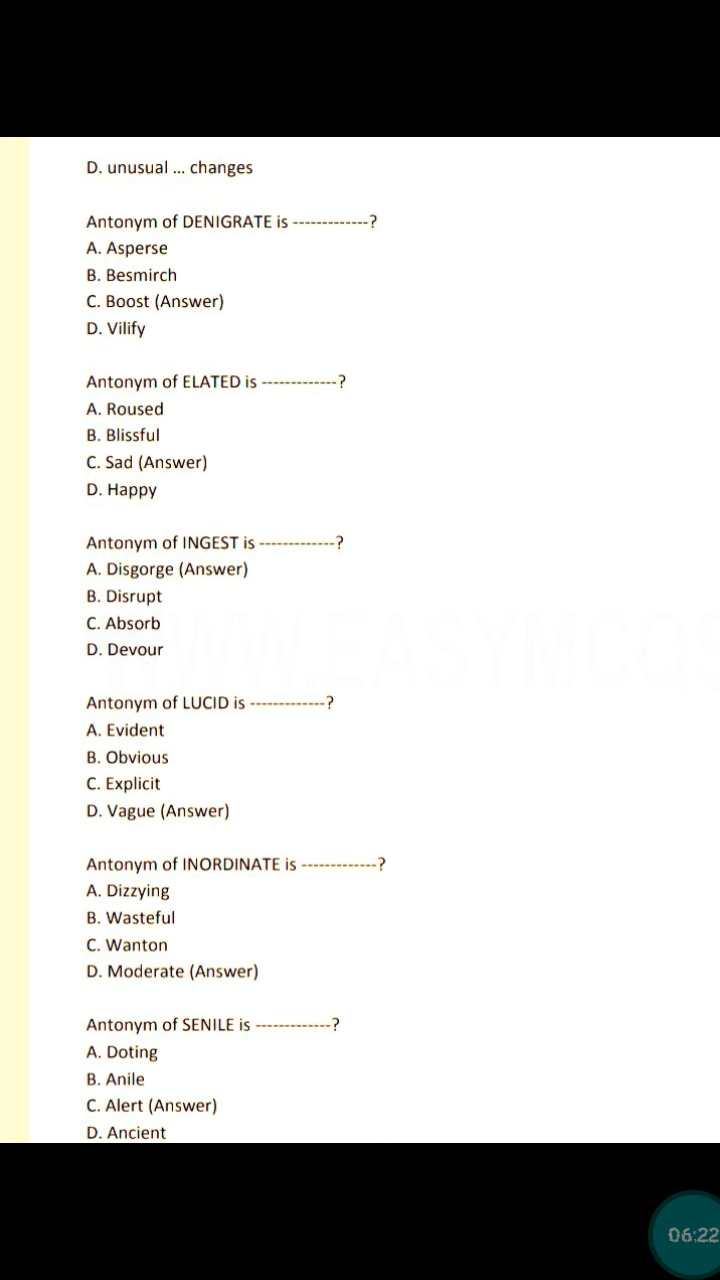 D. unusual ... changes
Antonym of DENIGRATE is -------------?
A. Asperse
B. Besmirch
C. Boost (Answer)
D. Vilify
Antonym of ELATED is -------------?
A. Roused
B. Blissful
C. Sad (Answer)
D. Happy
Antonym of INGEST is -------------?
A. Disgorge (Answer)
B. Disrupt
C. Absorb
D. Devour
WWW.EASYMCQS
Antonym of LUCID is -------------?
A. Evident
B. Obvious
C. Explicit
D. Vague (Answer)
Antonym of INORDINATE is -------------?
A. Dizzying
B. Wasteful
C. Wanton
D. Moderate (Answer)
Antonym of SENILE is -------------?
A. Doting
B. Anile
C. Alert (Answer)
D. Ancient
06:22